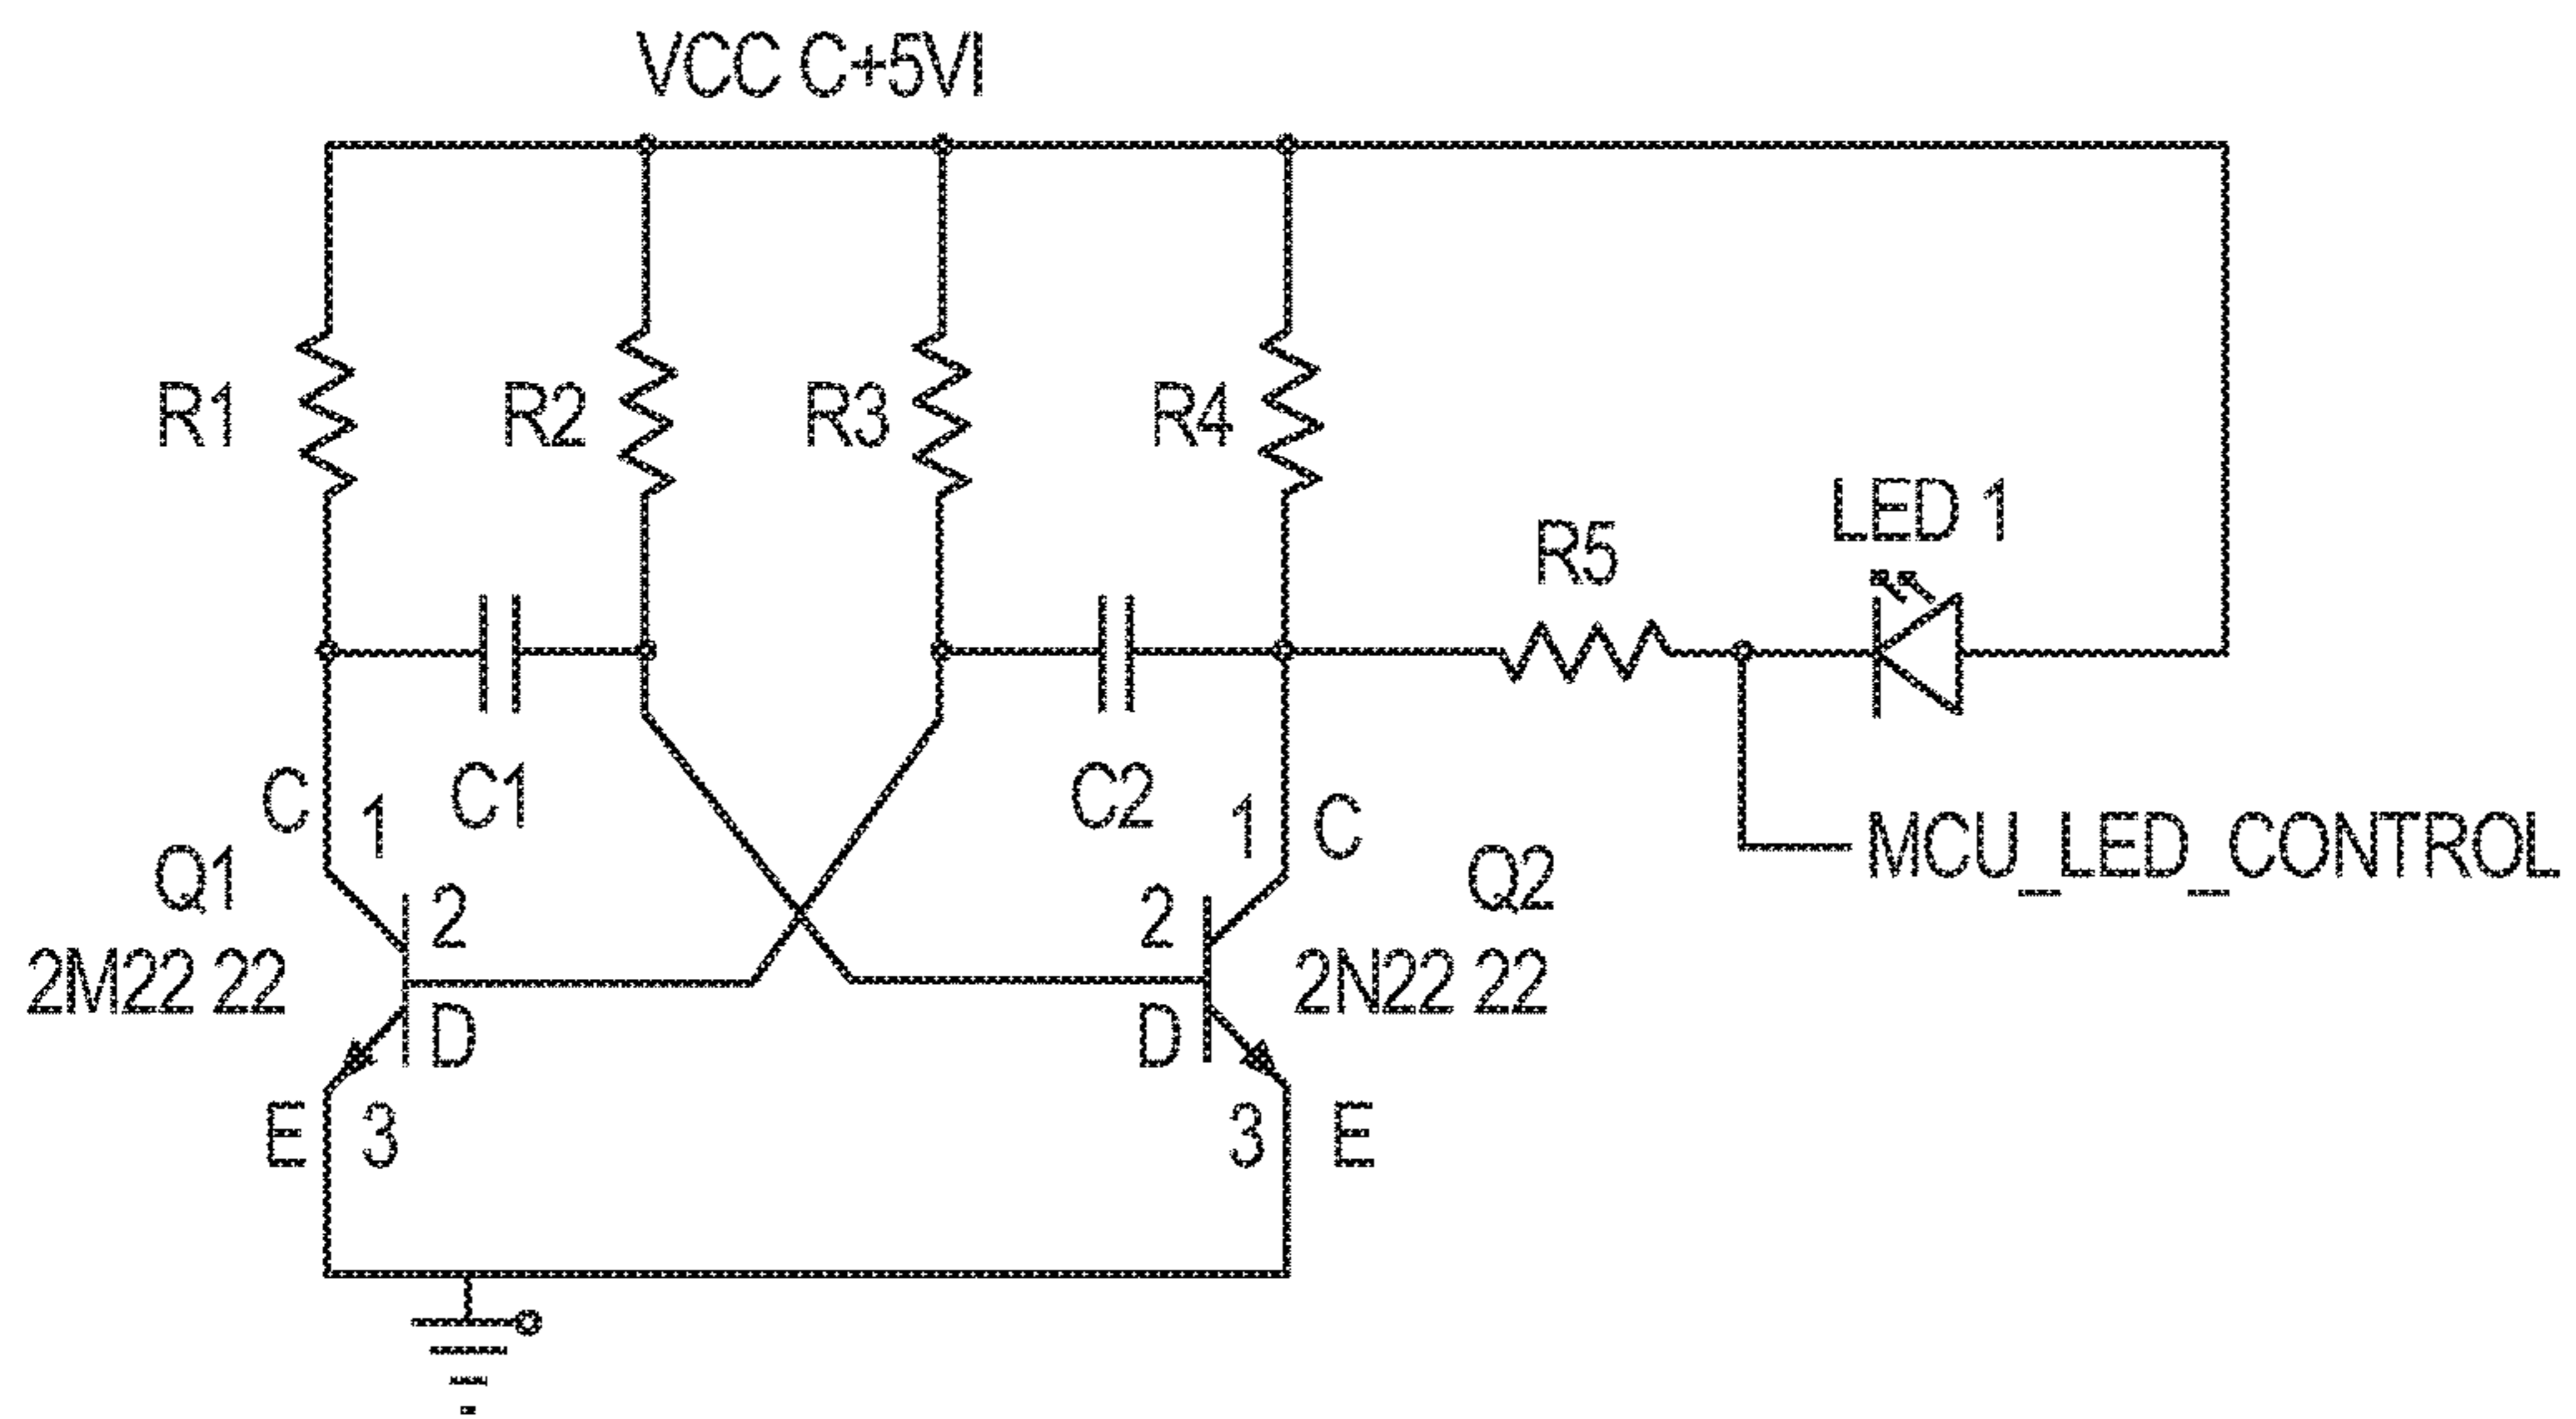 VCC C+5VI
R1
R2
R3
R4
R5
LED 1
C
1
C1
C2
1
C
MCU_LED_CONTROL
Q1
2
2
Q2
2M22 22
2N22 22
D
D
E
3
3
E